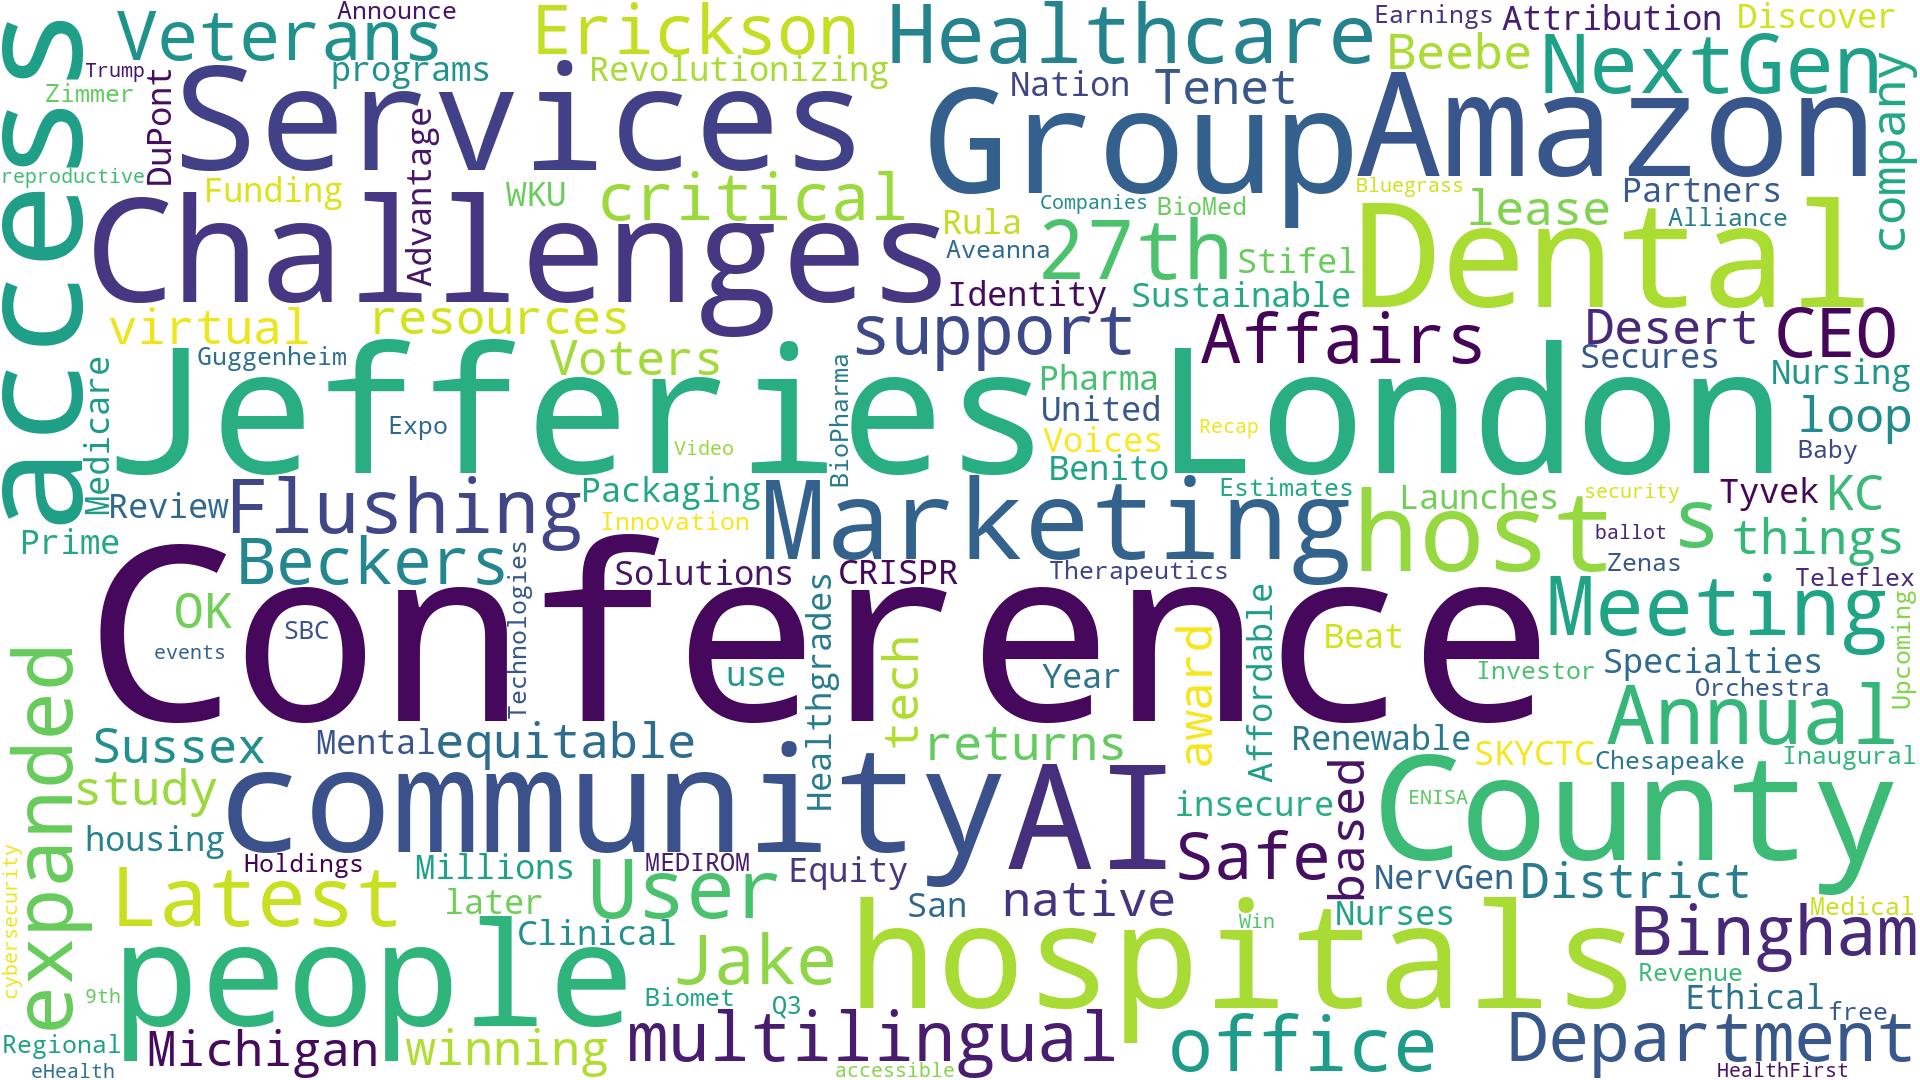 Announce
Veterans
Erickson
Healthcare
Earnings
Attribution
Discover
Trump
programs
Revolutionizing
Beebe
NextGen
Zimmer
Nation
Tenet
access
DuPont
Services
Group
Amazon
company
reproductive
Funding
Advantage
WKU
critical
Companies
BioMed
Bluegrass
Partners
Challenges
Rula
27th
lease
Alliance
Aveanna
Stifel
Dental
Identity
Sustainable
virtual
resources
support
Affairs
Desert
CEO
Guggenheim
Voters
Secures
Nursing
Medicare
Jefferies
BioPharma
Pharma
London
Expo
United
loop
Video
Voices
Recap
Baby
Benito
Review
Flushing
Packaging
Marketing
Estimates
host
Launches
security
Tyvek
KC
Innovation
s
Prime
ballot
things
Beckers
Technologies
Solutions
CRISPR
Therapeutics
Zenas
Conference
Healthgrades
Affordable
Meeting
Teleflex
Upcoming
OK
SBC
tech
award
Beat
events
use
Year
Investor
Specialties
expanded
Orchestra
Annual
Sussex
Mental
equitable
returns
Renewable
SKYCTC
Chesapeake
Inaugural
study
community
AI
insecure
based
County
ENISA
housing
Safe
cybersecurity
Holdings
Millions
MEDIROM
Equity
NervGen
District
Latest
later
User
San
native
Nurses
Medical
Clinical
Win
Bingham
people
Jake
hospitals
Revenue
9th
Biomet
Q3
Ethical
free
Regional
Michigan
winning
multilingual
office
Department
eHealth
accessible
HealthFirst